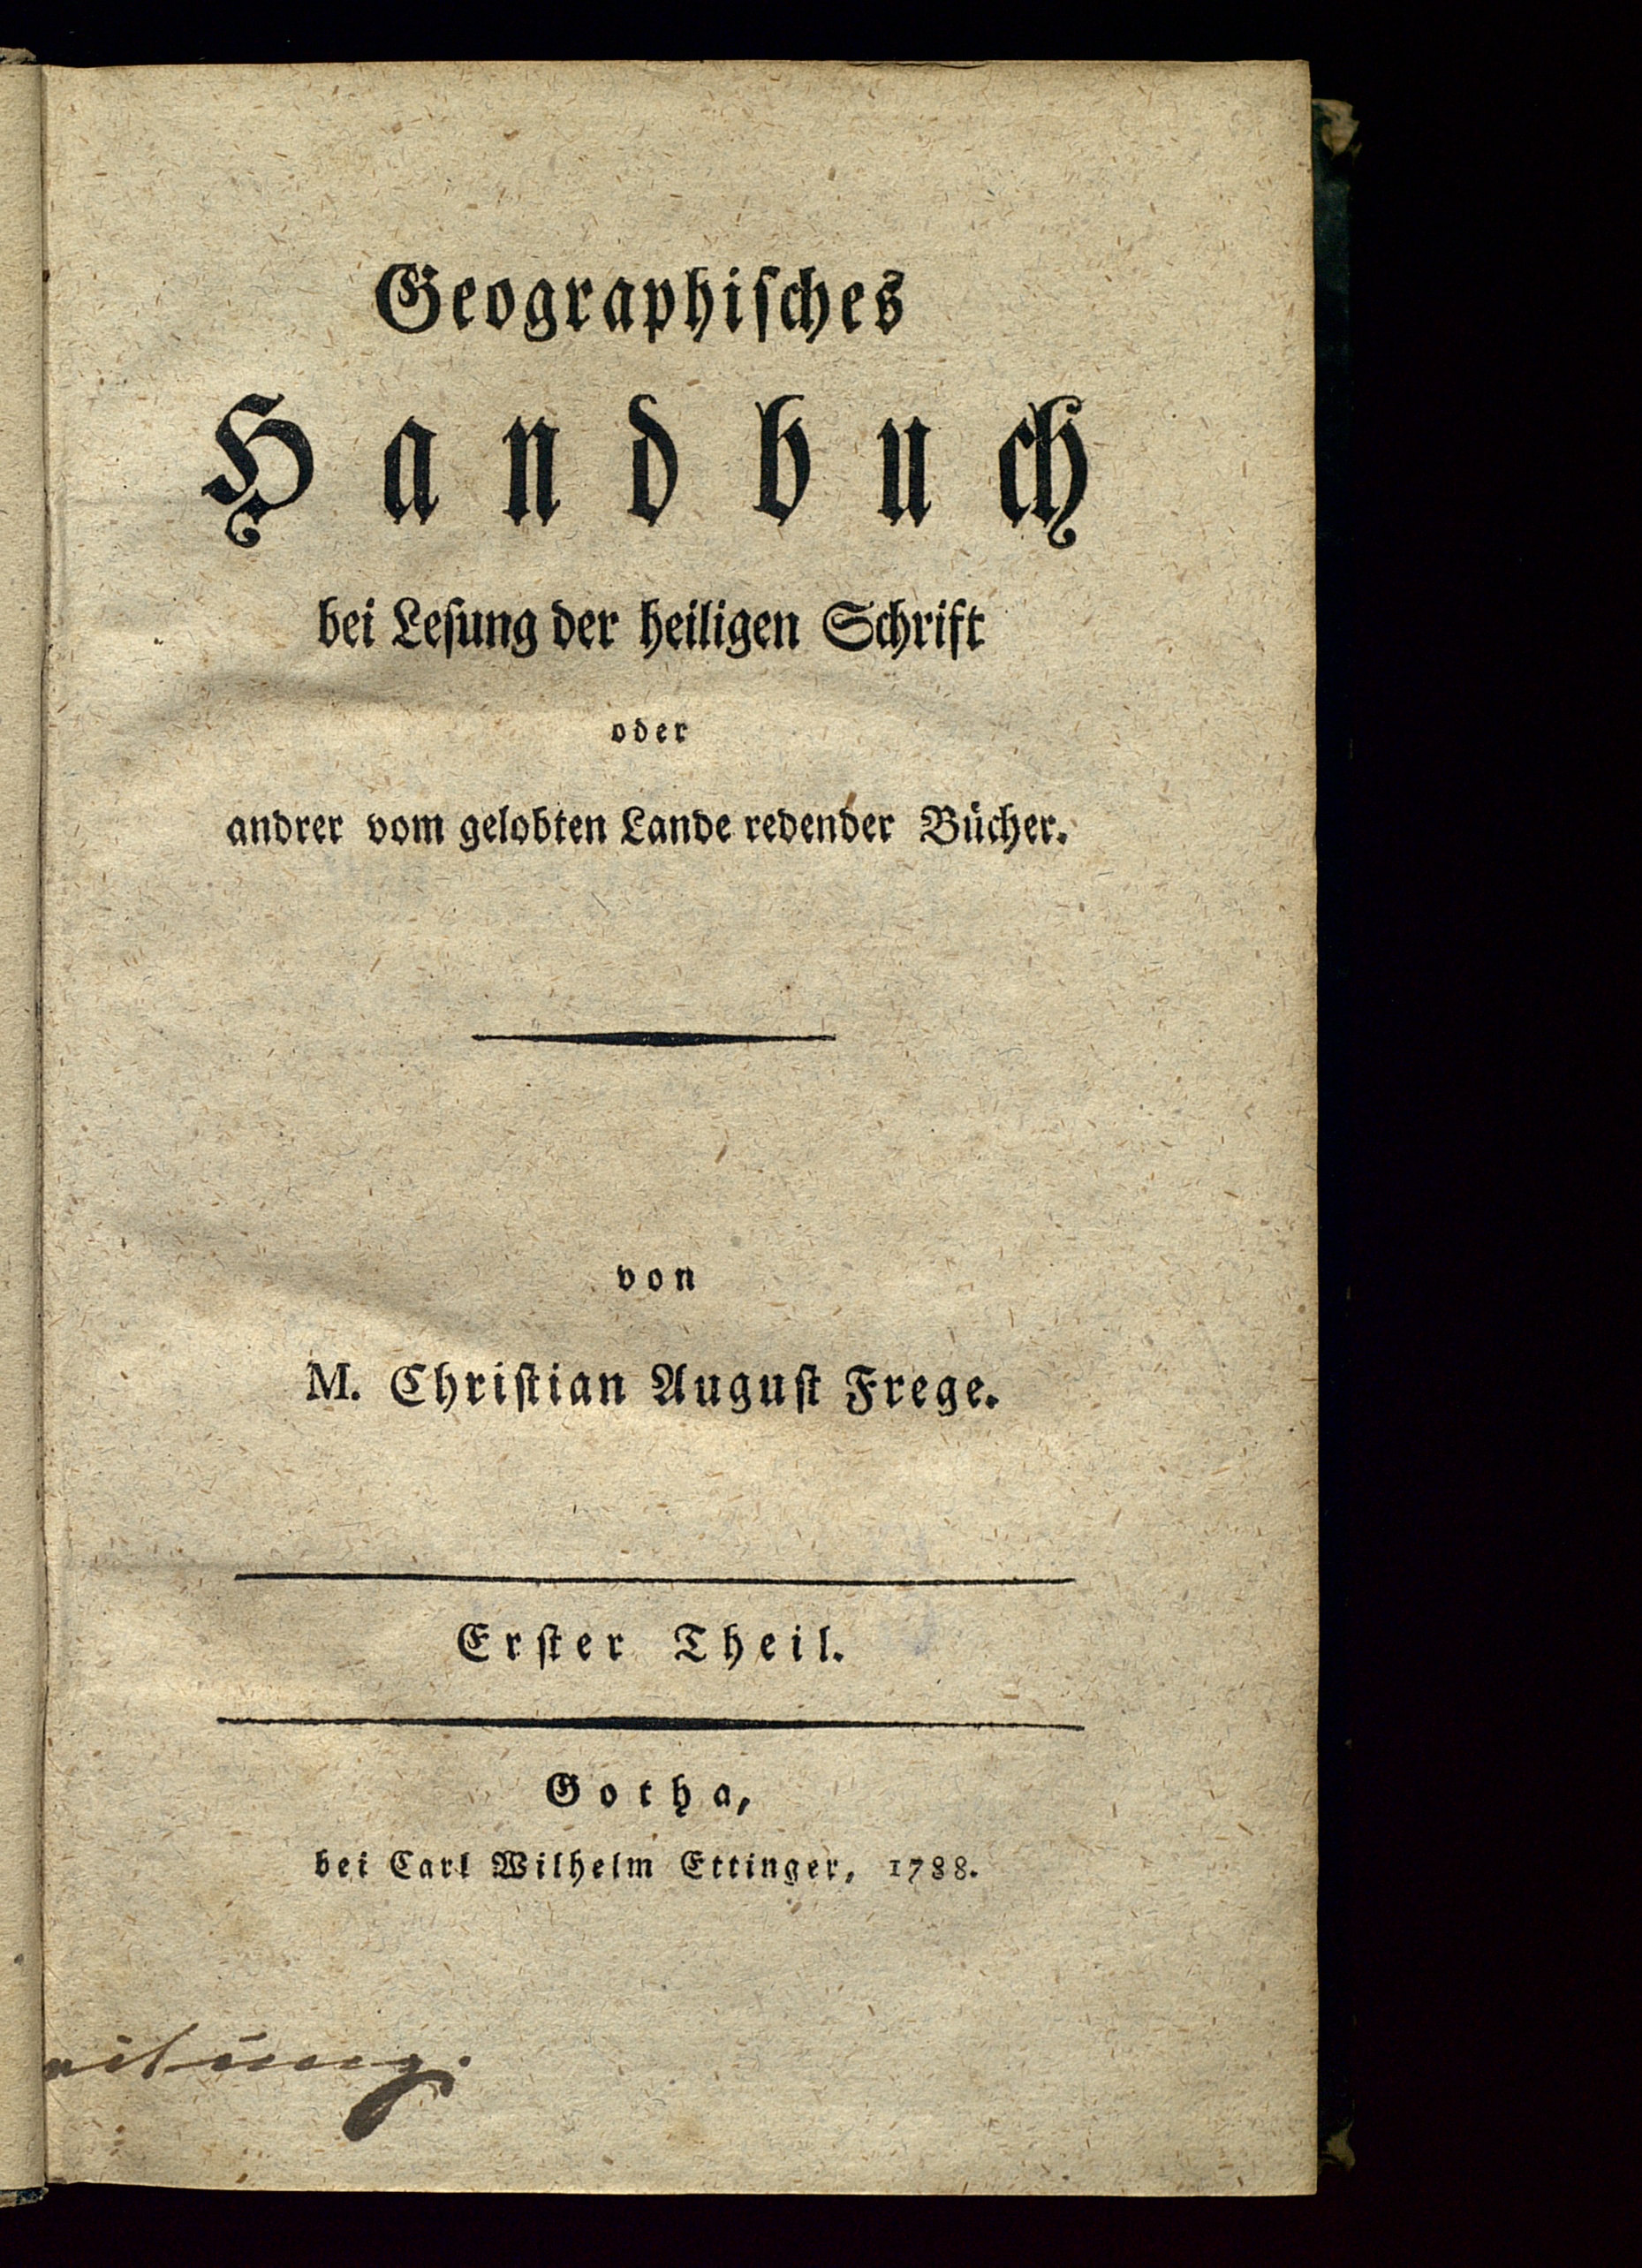 Geographisches
Handbuch
bei Lesung der heiligen Schrift
oder
andrer vom gelobten Lande redender Bücher.
von
M. Christian August Frege.
Erster Theil.
Gotha,
bei Carl Wilhelm Ettinger, 1788.